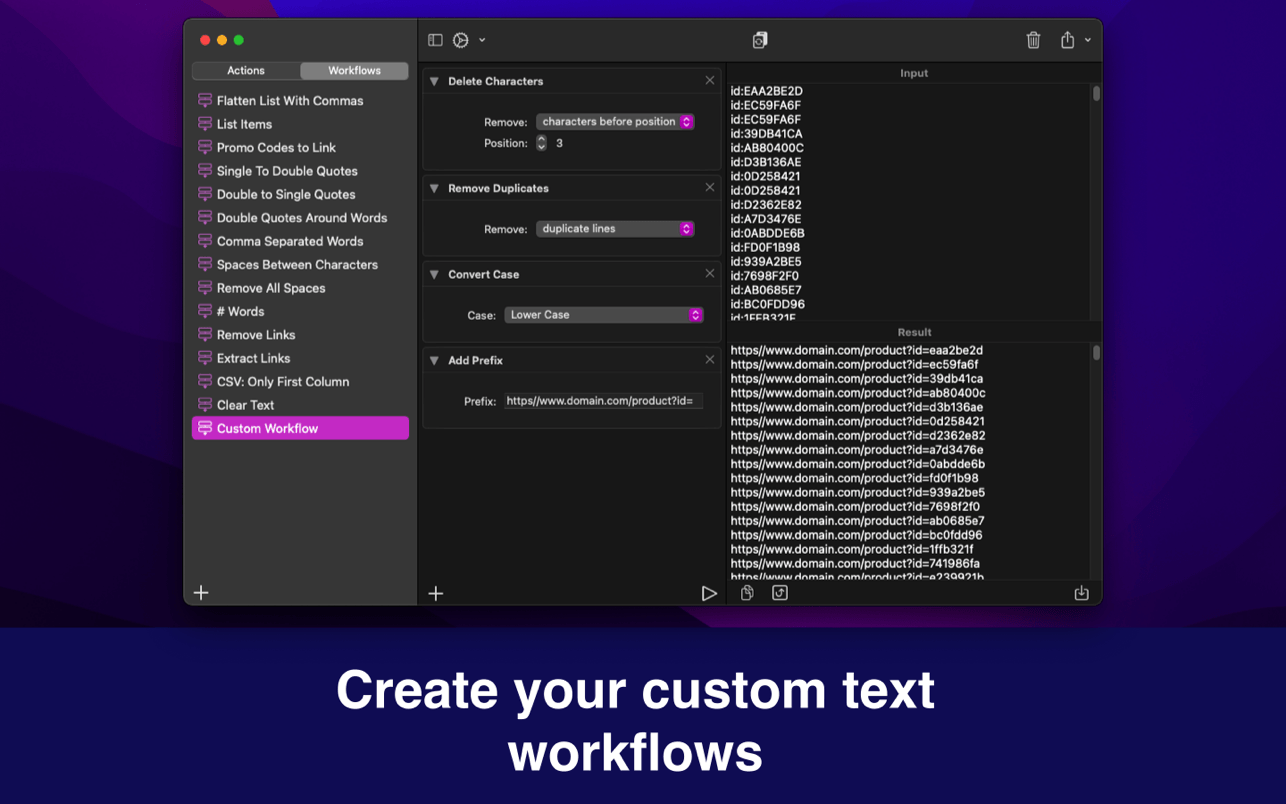 Actions
Workflows
Flatten List With Commas
List Items
Promo Codes to Link
Single To Double Quotes
Double to Single Quotes
Double Quotes Around Words
Comma Separated Words
Spaces Between Characters
Remove All Spaces
# Words
Remove Links
Extract Links
CSV: Only First Column
Clear Text
Custom Workflow
Delete Characters
Remove: characters before position
Position: 3
Remove Duplicates
Remove: duplicate lines
Convert Case
Case: Lower Case
Add Prefix
Prefix: https//www.domain.com/product?id=
Input
id:EAA2BE2D
id:EC59FA6F
id:EC59FA6F
id:39DB41CA
id:AB80400C
id:D3B136AE
id:0D258421
id:0D258421
id:D2362E82
id:A7D3476E
id:0ABDDE6B
id:FD0F1B98
id:939A2BE5
id:7698F2F0
id:AB0685E7
id:BC0FDD96
id:1FFB321F
Result
https//www.domain.com/product?id=eaa2be2d
https//www.domain.com/product?id=ec59fa6f
https//www.domain.com/product?id=39db41ca
https//www.domain.com/product?id=ab80400c
https//www.domain.com/product?id=d3b136ae
https//www.domain.com/product?id=0d258421
https//www.domain.com/product?id=d2362e82
https//www.domain.com/product?id=a7d3476e
https//www.domain.com/product?id=0abdde6b
https//www.domain.com/product?id=fd0f1b98
https//www.domain.com/product?id=939a2be5
https//www.domain.com/product?id=7698f2f0
https//www.domain.com/product?id=ab0685e7
https//www.domain.com/product?id=bc0fdd96
https//www.domain.com/product?id=1ffb321f
https//www.domain.com/product?id=741986fa
https//www.domain.com/product?id=e239921b
Create your custom text
workflows